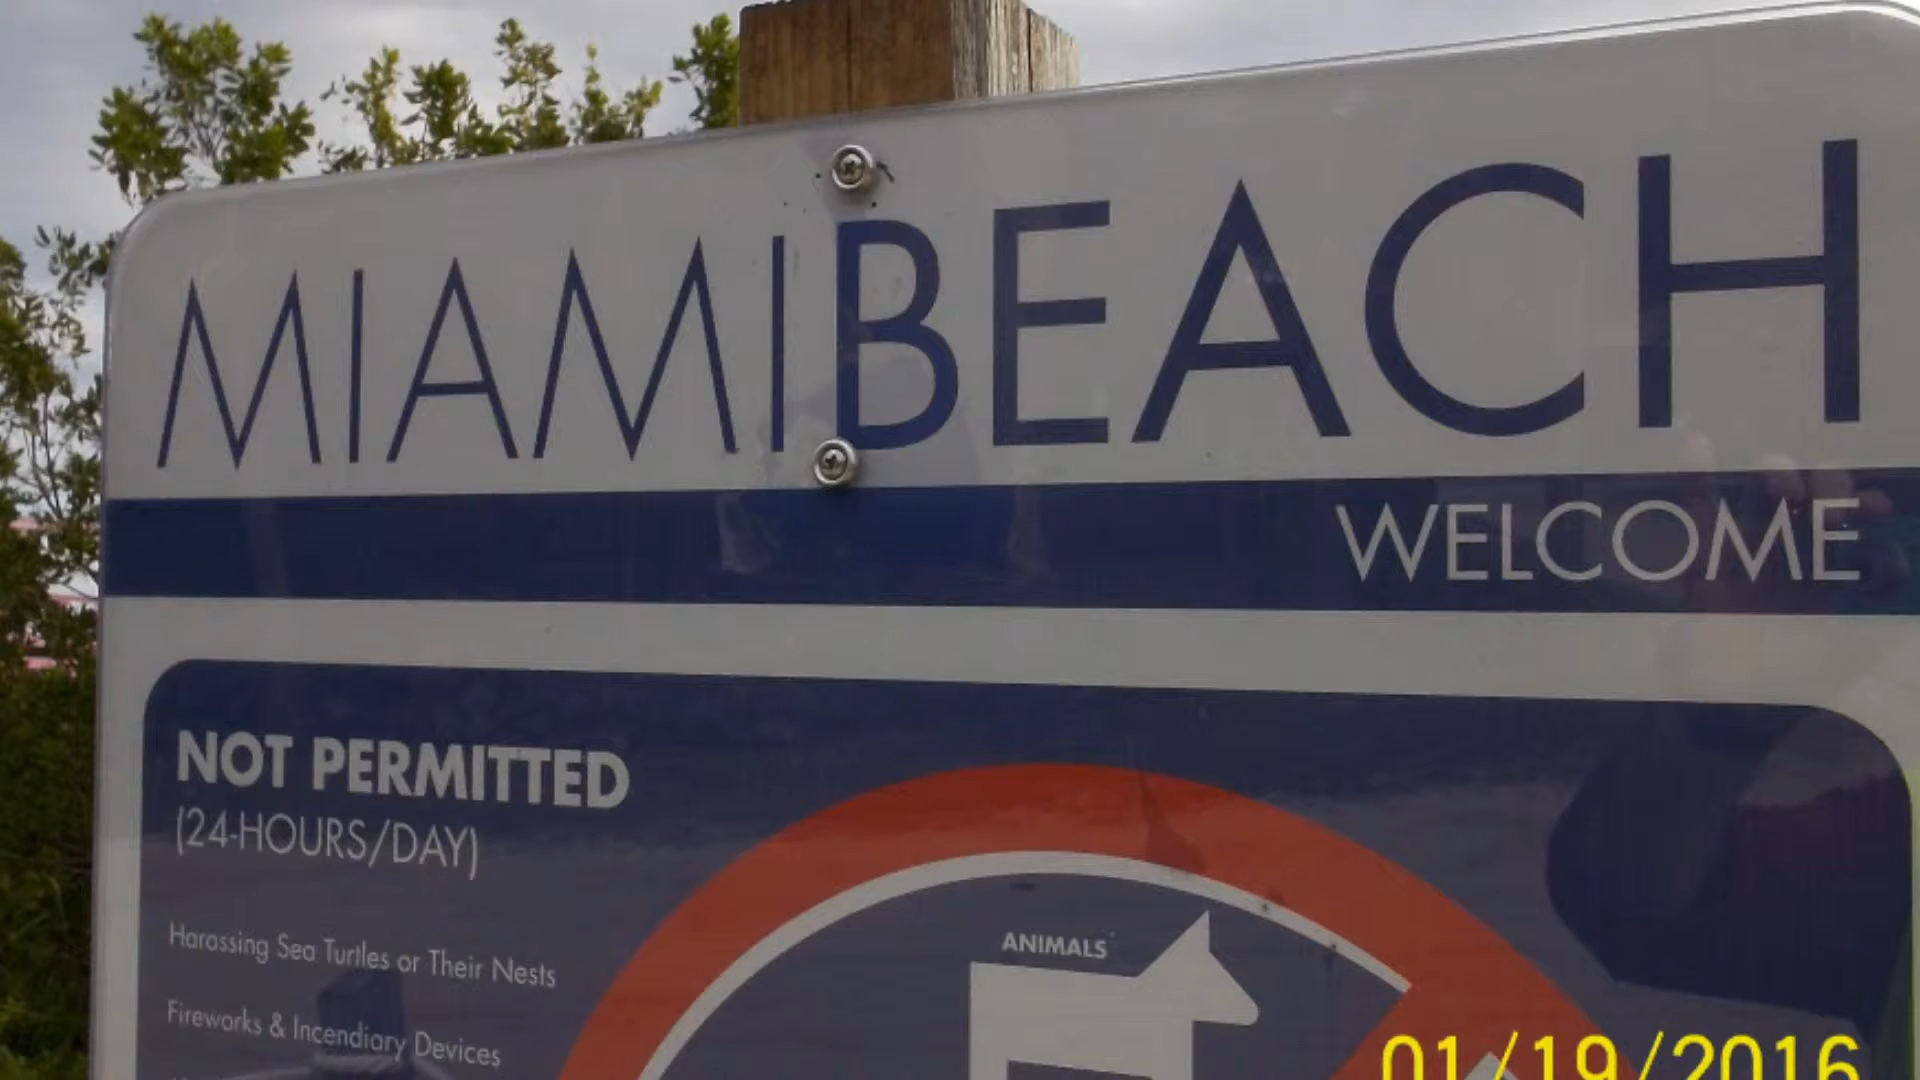 MIAMIBEACH
WELCOME
NOT PERMITTED
(24-HOURS/DAY)
Harassing Sea Turtles or Their Nests
Fireworks & Incendiary Devices
ANIMALS
01/19/2016